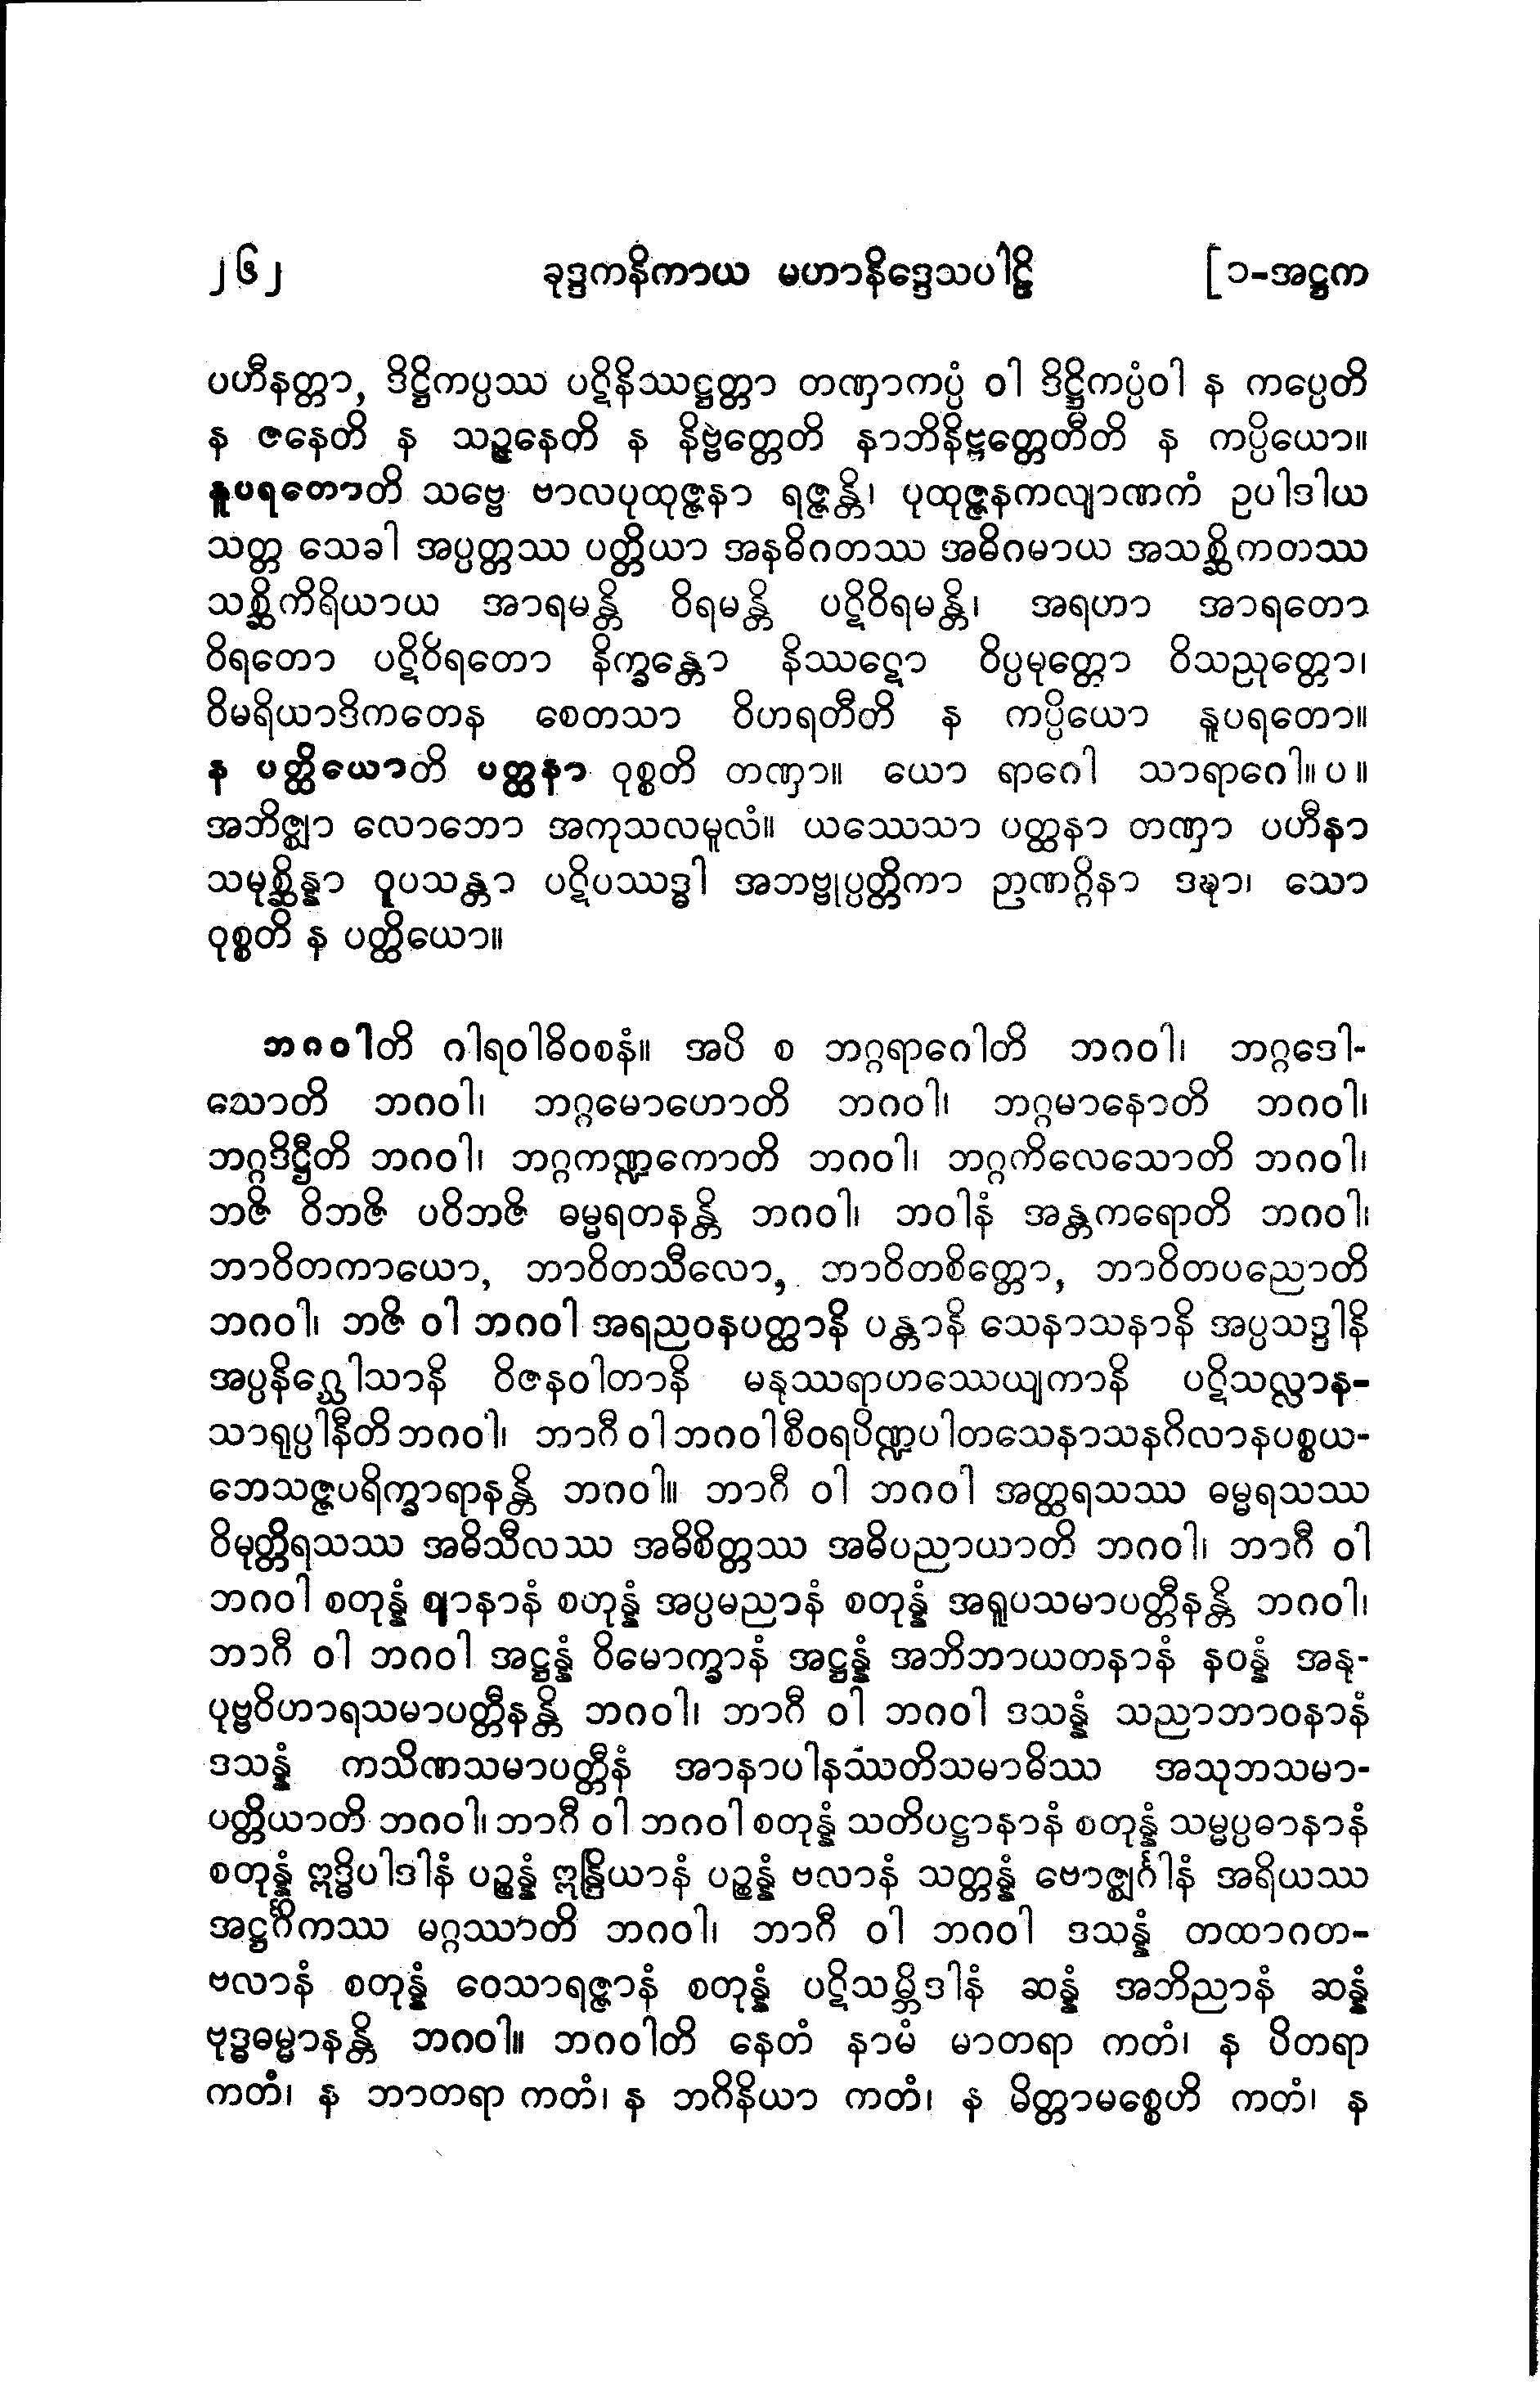 ၂၆၂ ခုဒ္ဒကနိကာယ မဟာနိဒ္ဒေသပါဠိ [၁-အဋ္ဌက
ပဟီနတ္တာ, ဒိဋ္ဌိကပ္ပဿ ပဋိနိဿဋ္ဌတ္တာ တဏှာကပ္ပံ ဝါ ဒိဋ္ဌိကပ္ပံဝါ န ကပ္ပေတိ
န ဇနေတိ န သဉ္ဇနေတိ န နိဗ္ဗတ္တေတိ နာဘိနိဗ္ဗတ္တေတီတိ န ကပ္ပိယော။
နူပရတောတိ သဗ္ဗေ ဗာလပုထုဇ္ဇနာ ရဇ္ဇန္တိ၊ ပုထုဇ္ဇနကလျာဏကံ ဥပါဒါယ
သတ္တ သေခါ အပ္ပတ္တဿ ပတ္တိယာ အနဓိဂတဿ အဓိဂမာယ အသစ္ဆိကတဿ
သစ္ဆိကိရိယာယ အာရမန္တိ ဝိရမန္တိ ပဋိဝိရမန္တိ၊ အရဟာ အာရတော
ဝိရတော ပဋိဝိရတော နိက္ခန္တော နိဿဋ္ဋော ဝိပ္ပမုတ္တော ဝိသညုတ္တော၊
ဝိမရိယာဒိကတေန စေတသာ ဝိဟရတီတိ န ကပ္ပိယော နူပရတော။
န ပတ္ထိယောတိ ပတ္ထနာ ဝုစ္စတိ တဏှာ။ ယော ရာဂေါ သာရာဂေါ။ပ။
အဘိဇ္ဈာ လောဘော အကုသလမူလံ။ ယဿေသာ ပတ္ထနာ တဏှာ ပဟီနာ
သမုစ္ဆိန္နာ ဝူပသန္တာ ပဋိပဿဒ္ဓါ အဘဗ္ဗုပ္ပတ္တိကာ ဉာဏဂ္ဂိနာ ဒဍ္ဎာ၊ သော
ဝုစ္စတိ န ပတ္ထိယော။
ဘဂဝါတိ ဂါရဝါဓိဝစနံ။ အပိ စ ဘဂ္ဂရာဂေါတိ ဘဂဝါ၊ ဘဂ္ဂဒေါ-
သောတိ ဘဂဝါ၊ ဘဂ္ဂမောဟောတိ ဘဂဝါ၊ ဘဂ္ဂမာနောတိ ဘဂဝါ၊
ဘဂ္ဂဒိဋ္ဌီတိ ဘဂဝါ၊ ဘဂ္ဂကဏ္ဍကောတိ ဘဂဝါ၊ ဘဂ္ဂကိလေသောတိ ဘဂဝါ၊
ဘဇိ ဝိဘဇိ ပဝိဘဇိ ဓမ္မရတနန္တိ ဘဂဝါ၊ ဘဝါနံ အန္တကရောတိ ဘဂဝါ၊
ဘာဝိတကာယော, ဘာဝိတသီလော, ဘာဝိတစိတ္တော, ဘာဝိတပညောတိ
ဘဂဝါ၊ ဘဇိ ဝါ ဘဂဝါ အရညဝနပတ္ထာနိ ပန္တာနိ သေနာသနာနိ အပ္ပသဒ္ဒါနိ
အပ္ပနိဂ္ဃေါသာနိ ဝိဇနဝါတာနိ မနုဿရာဟဿေယျကာနိ ပဋိသလ္လာန-
သာရုပ္ပါနီတိ ဘဂဝါ၊ ဘာဂီ ဝါ ဘဂဝါ စီဝရပိဏ္ဍပါတသေနာသနဂိလာနပစ္စယ-
ဘေသဇ္ဇပရိက္ခာရာနန္တိ ဘဂဝါ။ ဘာဂီ ဝါ ဘဂဝါ အတ္ထရသဿ ဓမ္မရသဿ
ဝိမုတ္တိရသဿ အဓိသီလဿ အဓိစိတ္တဿ အဓိပညာယာတိ ဘဂဝါ၊ ဘာဂီ ဝါ
ဘဂဝါ စတုန္နံ ဈာနာနံ စတုန္နံ အပ္ပမညာနံ စတုန္နံ အရူပသမာပတ္တီနန္တိ ဘဂဝါ၊
ဘာဂီ ဝါ ဘဂဝါ အဋ္ဌန္နံ ဝိမောက္ခာနံ အဋ္ဌန္နံ အဘိဘာယတနာနံ နဝန္နံ အနု-
ပုဗ္ဗဝိဟာရသမာပတ္တီနန္တိ ဘဂဝါ၊ ဘာဂီ ဝါ ဘဂဝါ ဒသန္နံ သညာဘာဝနာနံ
ဒသန္နံ ကသိဏသမာပတ္တီနံ အာနာပါနဿတိသမာဓိဿ အသုဘသမာ-
ပတ္တိယာတိ ဘဂဝါ၊ ဘာဂီ ဝါ ဘဂဝါ စတုန္နံ သတိပဋ္ဌာနာနံ စတုန္နံ သမ္မပ္ပဓာနာနံ
စတုန္နံ ဣဒ္ဓိပါဒါနံ ပဉ္စန္နံ ဣန္ဒြိယာနံ ပဉ္စန္နံ ဗလာနံ သတ္တန္နံ ဗောဇ္ဈင်္ဂါနံ အရိယဿ
အဋ္ဌင်္ဂိကဿ မဂ္ဂဿာတိ ဘဂဝါ၊ ဘာဂီ ဝါ ဘဂဝါ ဒသန္နံ တထာဂတ-
ဗလာနံ စတုန္နံ ဝေသာရဇ္ဇာနံ စတုန္နံ ပဋိသမ္ဘိဒါနံ ဆန္နံ အဘိညာနံ ဆန္နံ
ဗုဒ္ဓဓမ္မာနန္တိ ဘဂဝါ။ ဘဂဝါတိ နေတံ နာမံ မာတရာ ကတံ၊ န ပိတရာ
ကတံ၊ န ဘာတရာ ကတံ၊ န ဘဂိနိယာ ကတံ၊ န မိတ္တာမစ္စေဟိ ကတံ၊ န